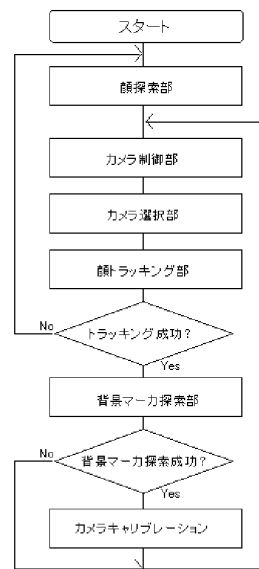 スタート
顔探索部
カメラ制御部
カメラ選択部
顔トラッキング部
No
トラッキング成功？
Yes
背景マーカ探索部
No
背景マーカ探索成功？
Yes
カメラキャリブレーション